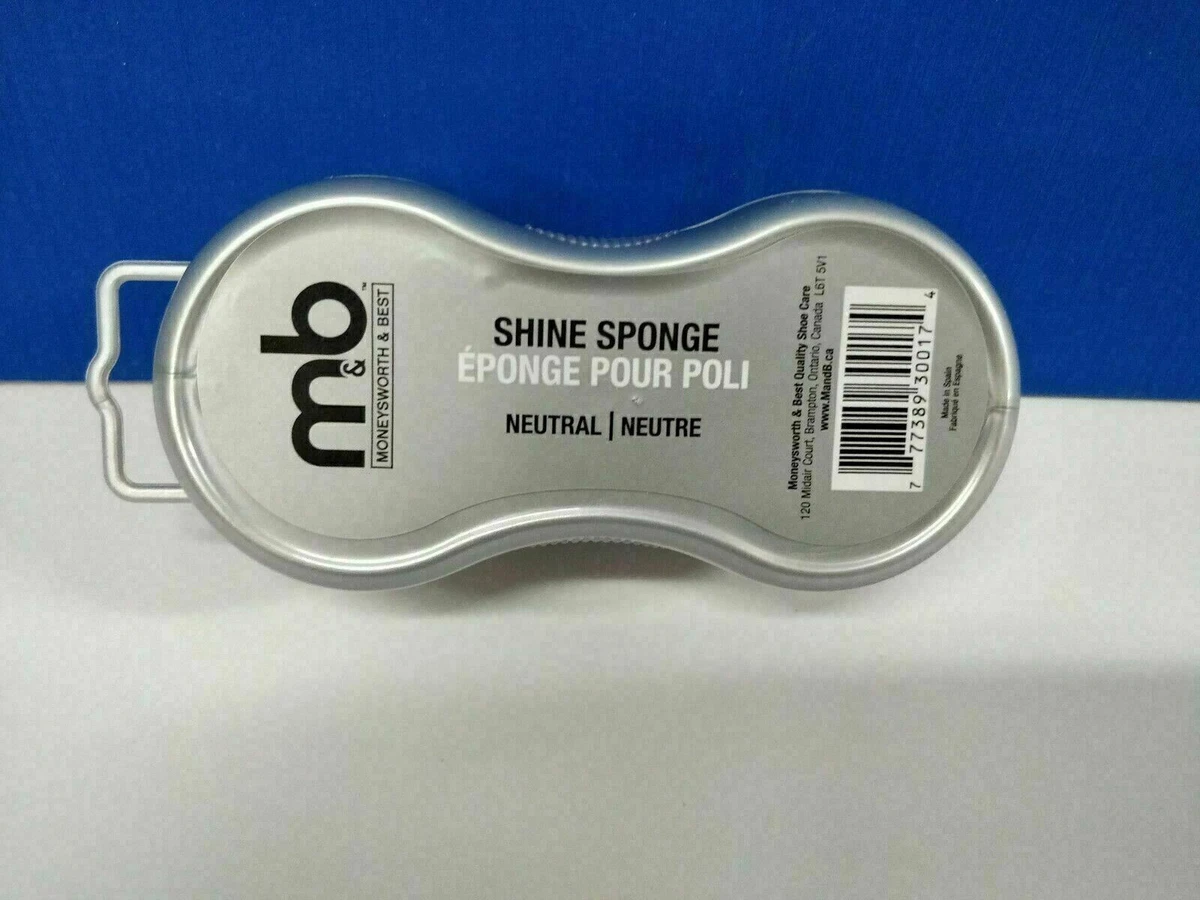 m&b™
MONEYSWORTH & BEST
SHINE SPONGE
ÉPONGE POUR POLI
NEUTRAL | NEUTRE
Moneysworth & Best Quality Shoe Care
120 Midair Court, Brampton, Ontario, Canada L6T 5V1
www.MandB.ca
7 77389 30017 4
Made in Spain
Fabriqué en Espagne